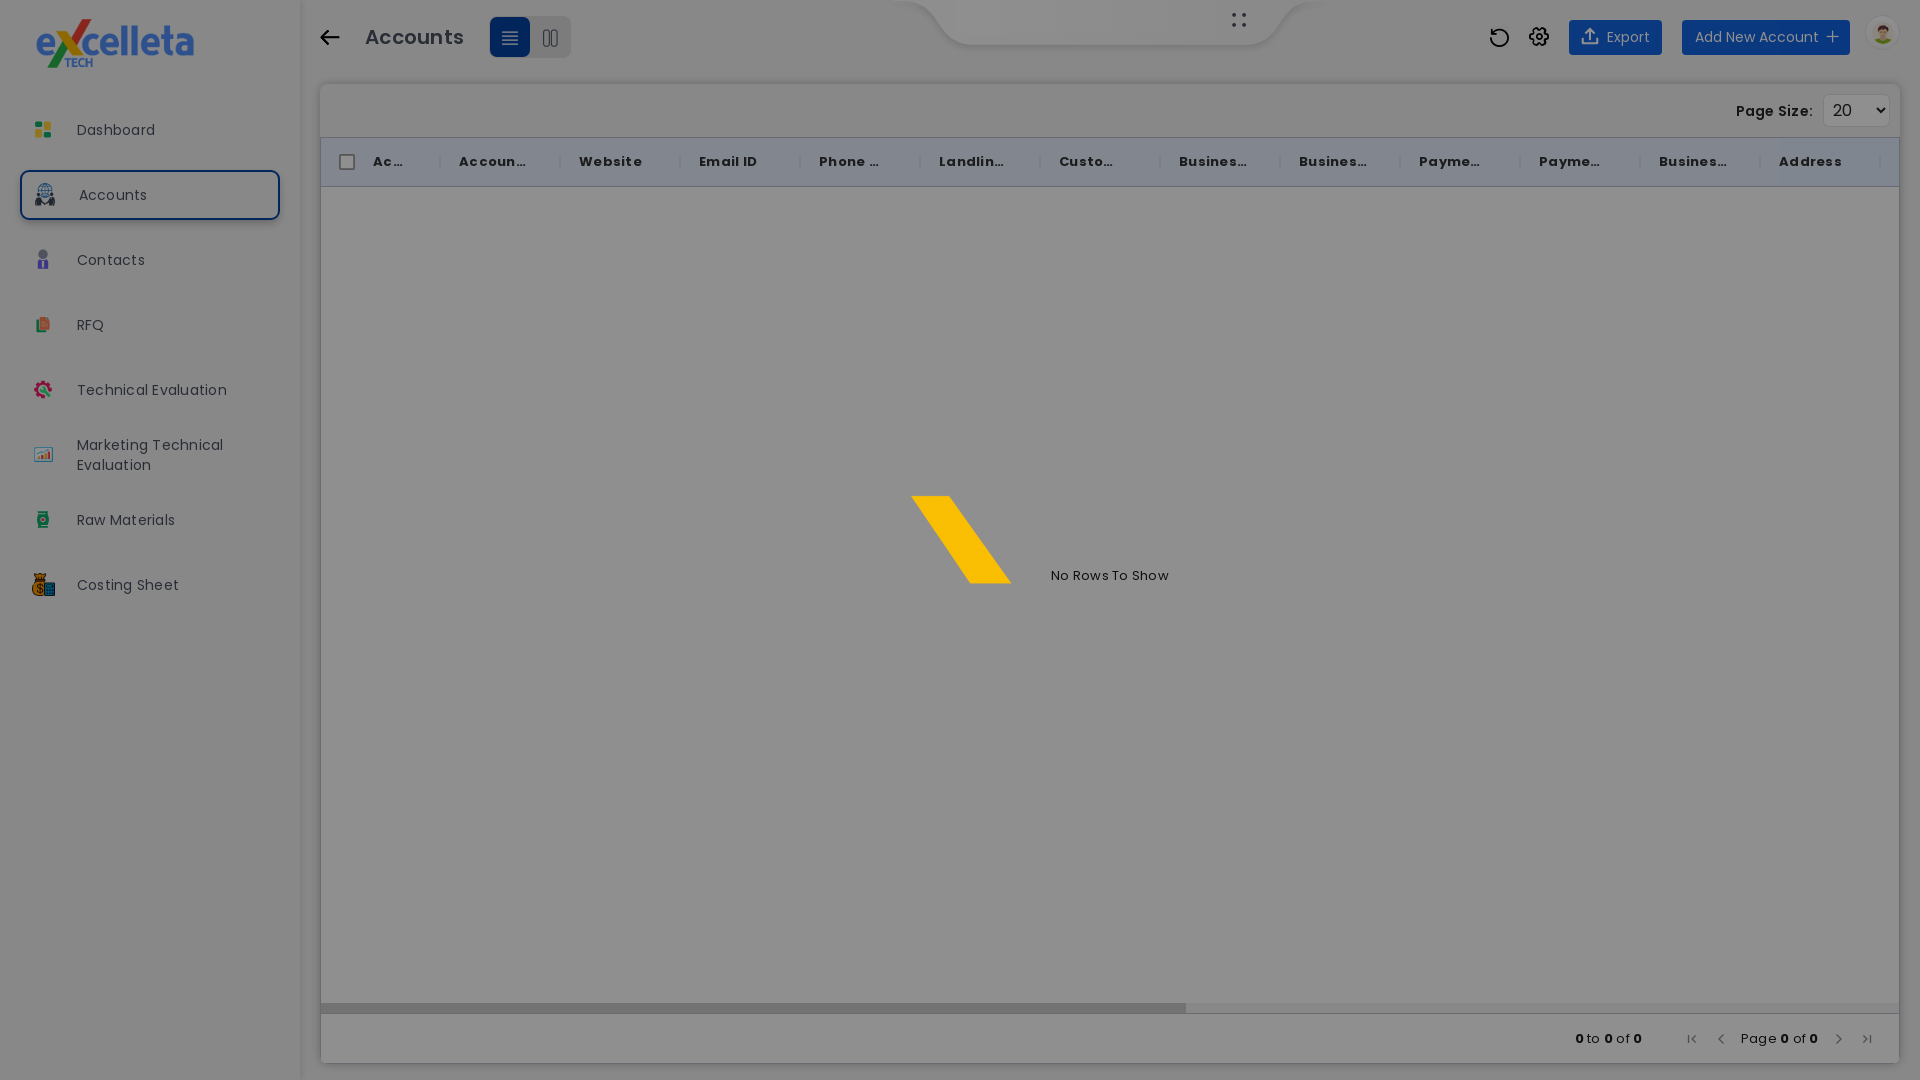 eXcelleta
TECH
Dashboard
Accounts
Contacts
RFQ
Technical Evaluation
Marketing Technical
Evaluation
Raw Materials
Costing Sheet
Accounts
Export
Add New Account
Page Size: 20
Ac... Accoun... Website Email ID Phone ... Landlin... Custo... Busines... Busines... Payme... Payme... Busines... Address
No Rows To Show
0 to 0 of 0 Page 0 of 0